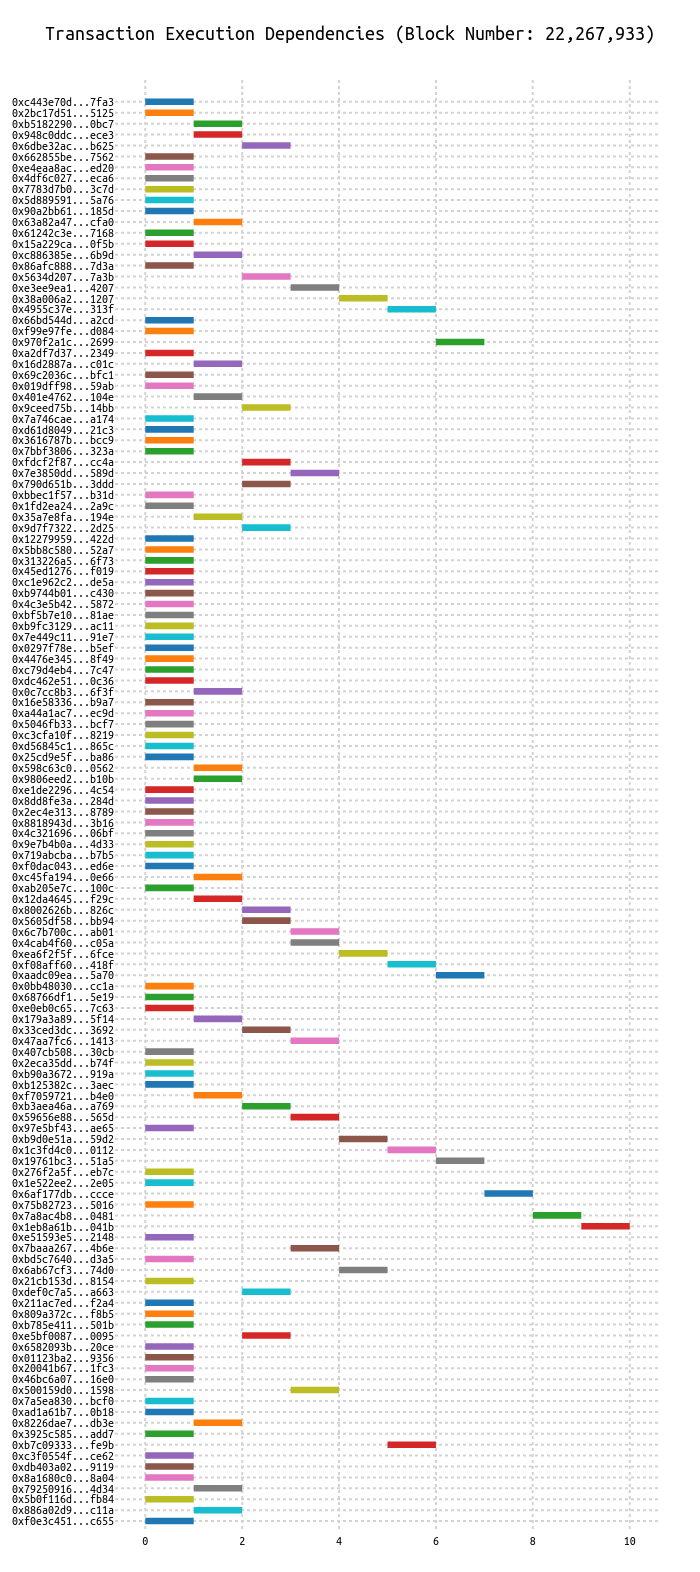 Transaction Execution Dependencies (Block Number: 22,267,933)
0xc443e70d...7fa3
0x2bc17d51...5125
0xb5182290...0bc7
0x948c0ddc...ece3
0x6dbe32ac...b625
0x662855be...7562
0xe4eaa8ac...ed20
0x4df6c027...eca6
0x7783d7b0...3c7d
0x5d889591...5a76
0x90a2bb61...185d
0x63a82a47...cfa0
0x61242c3e...7168
0x15a229ca...0f5b
0xc886385e...6b9d
0x86afc888...7d3a
0x5634d207...7a3b
0xe3ee9ea1...4207
0x38a006a2...1207
0x4955c37e...313f
0x66bd544d...a2cd
0xf99e97fe...d084
0x970f2a1c...2699
0xa2df7d37...2349
0x16d2887a...c01c
0x69c2036c...bfc1
0x019dff98...59ab
0x401e4762...104e
0x9ceed75b...14bb
0x7a746cae...a174
0xd61d8049...21c3
0x3616787b...bcc9
0x7bbf3806...323a
0xfdcf2f87...cc4a
0x7e3850dd...589d
0x790d651b...3ddd
0xbbec1f57...b31d
0x1fd2ea24...2a9c
0x35a7e8fa...194e
0x9d7f7322...2d25
0x12279959...422d
0x5bb8c580...52a7
0x313226a5...6f73
0x45ed1276...f019
0xc1e962c2...de5a
0xb9744b01...c430
0x4c3e5b42...5872
0xbf5b7e10...81ae
0xb9fc3129...ac11
0x7e449c11...91e7
0x0297f78e...b5ef
0x4476e345...8f49
0xc79d4eb4...7c47
0xdc462e51...0c36
0x0c7cc8b3...6f3f
0x16e58336...b9a7
0xa44a1ac7...ec9d
0x5046fb33...bcf7
0xc3cfa10f...8219
0xd56845c1...865c
0x25cd9e5f...ba86
0x598c63c0...0562
0x9806eed2...b10b
0xe1de2296...4c54
0x8dd8fe3a...284d
0x2ec4e313...8789
0x8818943d...3b16
0x4c321696...06bf
0x9e7b4b0a...4d33
0x719abcba...b7b5
0xf0dac043...ed6e
0xc45fa194...0e66
0xab205e7c...100c
0x12da4645...f29c
0x8002626b...826c
0x5605df58...bb94
0x6c7b700c...ab01
0x4cab4f60...c05a
0xea6f2f5f...6fce
0xf08aff60...418f
0xaadc09ea...5a70
0x0bb48030...cc1a
0x68766df1...5e19
0xe0eb0c65...7c63
0x179a3a89...5f14
0x33ced3dc...3692
0x47aa7fc6...1413
0x407cb508...30cb
0x2eca35dd...b74f
0xb90a3672...919a
0xb125382c...3aec
0xf7059721...b4e0
0xb3aea46a...a769
0x59656e88...565d
0x97e5bf43...ae65
0xb9d0e51a...59d2
0x1c3fd4c0...0112
0x19761bc3...51a5
0x276f2a5f...eb7c
0x1e522ee2...2e05
0x6af177db...ccce
0x75b82723...5016
0x7a8ac4b8...0481
0x1eb8a61b...041b
0xe51593e5...2148
0x7baaa267...4b6e
0xbd5c7640...d3a5
0x6ab67cf3...74d0
0x21cb153d...8154
0xdef0c7a5...a663
0x211ac7ed...f2a4
0x809a372c...f8b5
0xb785e411...501b
0xe5bf0087...0095
0x6582093b...20ce
0x01123ba2...9356
0x20041b67...1fc3
0x46bc6a07...16e0
0x500159d0...1598
0x7a5ea830...bcf0
0xad1a61b7...0b18
0x8226dae7...db3e
0x3925c585...add7
0xb7c09333...fe9b
0xc3f0554f...ce62
0xdb403a02...9119
0x8a1680c0...8a04
0x79250916...4d34
0x5b0f116d...fb84
0x886a02d9...c11a
0xf0e3c451...c655
0 2 4 6 8 10